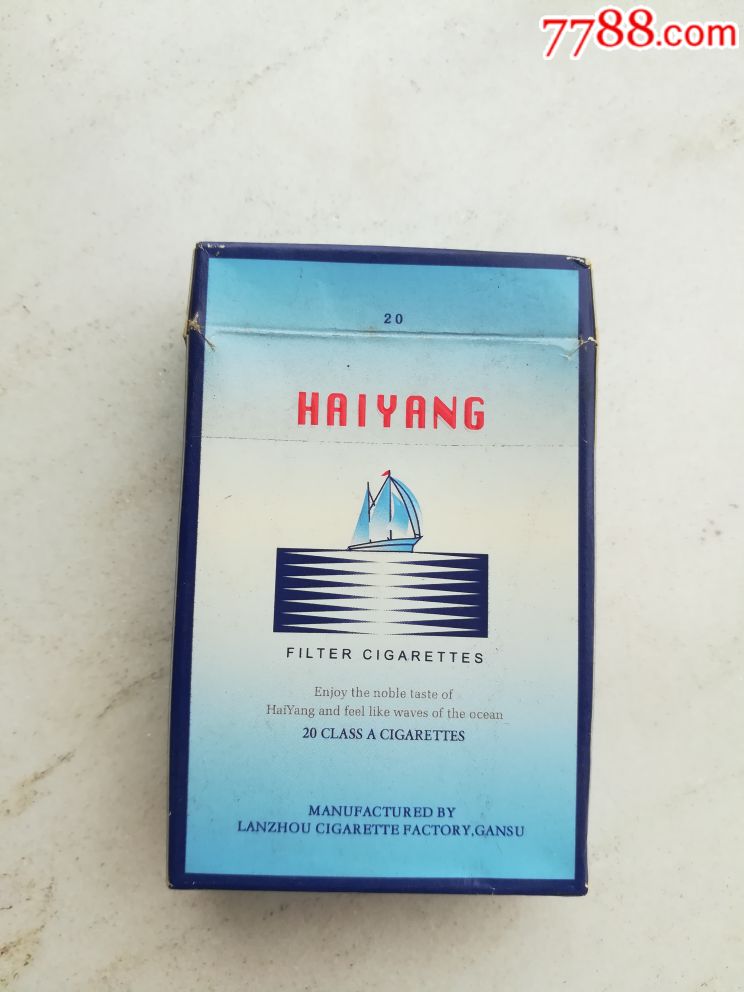 7788.com
20
HAIYANG
FILTER CIGARETTES
Enjoy the noble taste of
HaiYang and feel like waves of the ocean
20 CLASS A CIGARETTES
MANUFACTURED BY
LANZHOU CIGARETTE FACTORY,GANSU